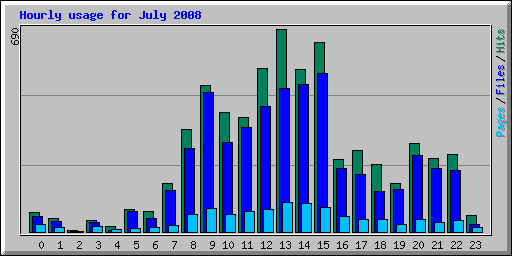 Hourly usage for July 2008
690
Pages / Files / Hits
0 1 2 3 4 5 6 7 8 9 10 11 12 13 14 15 16 17 18 19 20 21 22 23